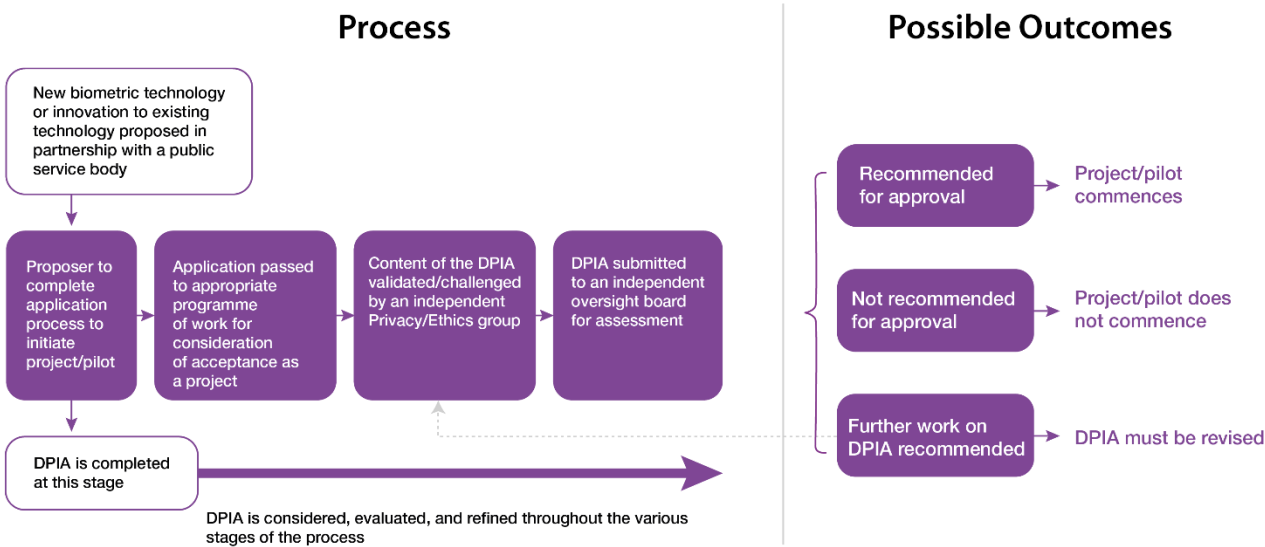 Process
New biometric technology
or innovation to existing
technology proposed in
partnership with a public
service body
Proposer to
complete
application
process to
initiate
project/pilot
Application passed
to appropriate
programme
of work for
consideration
of acceptance as
a project
Content of the DPIA
validated/challenged
by an independent
Privacy/Ethics group
DPIA submitted
to an independent
oversight board
for assessment
DPIA is completed
at this stage
DPIA is considered, evaluated, and refined throughout the various
stages of the process
Possible Outcomes
Recommended
for approval
Project/pilot
commences
Not recommended
for approval
Project/pilot does
not commence
Further work on
DPIA recommended
DPIA must be revised